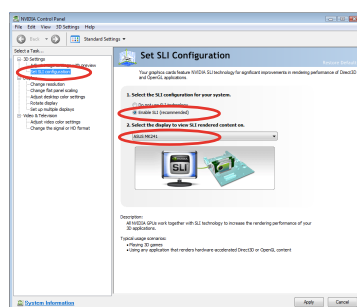 NVIDIA Control Panel
File Edit View 3D Settings Help
Back
Standard Settings
Select a Task...
3D Settings
with preview
Set SLI configuration
Change resolution
Change flat panel scaling
Adjust desktop color settings
Rotate display
Set up multiple displays
Video & Television
Adjust video color settings
Change the signal or HD format
System Information
Set SLI Configuration
Your graphics cards feature NVIDIA SLI technology for significant improvements in rendering performance of Direct3D
and OpenGL applications
1. Select the SLI configuration for your system.
Do not use SLI technology
Enable SLI (recommended)
2. Select the display to view SLI rendered content on.
ASUS MK241
SLI
Description:
All NVIDIA GPUs work together with SLI technology to increase the rendering performance of your
3D applications.
Typical usage scenarios:
• Playing 3D games
• Using any application that renders hardware-accelerated Direct3D or OpenGL content
Apply
Cancel